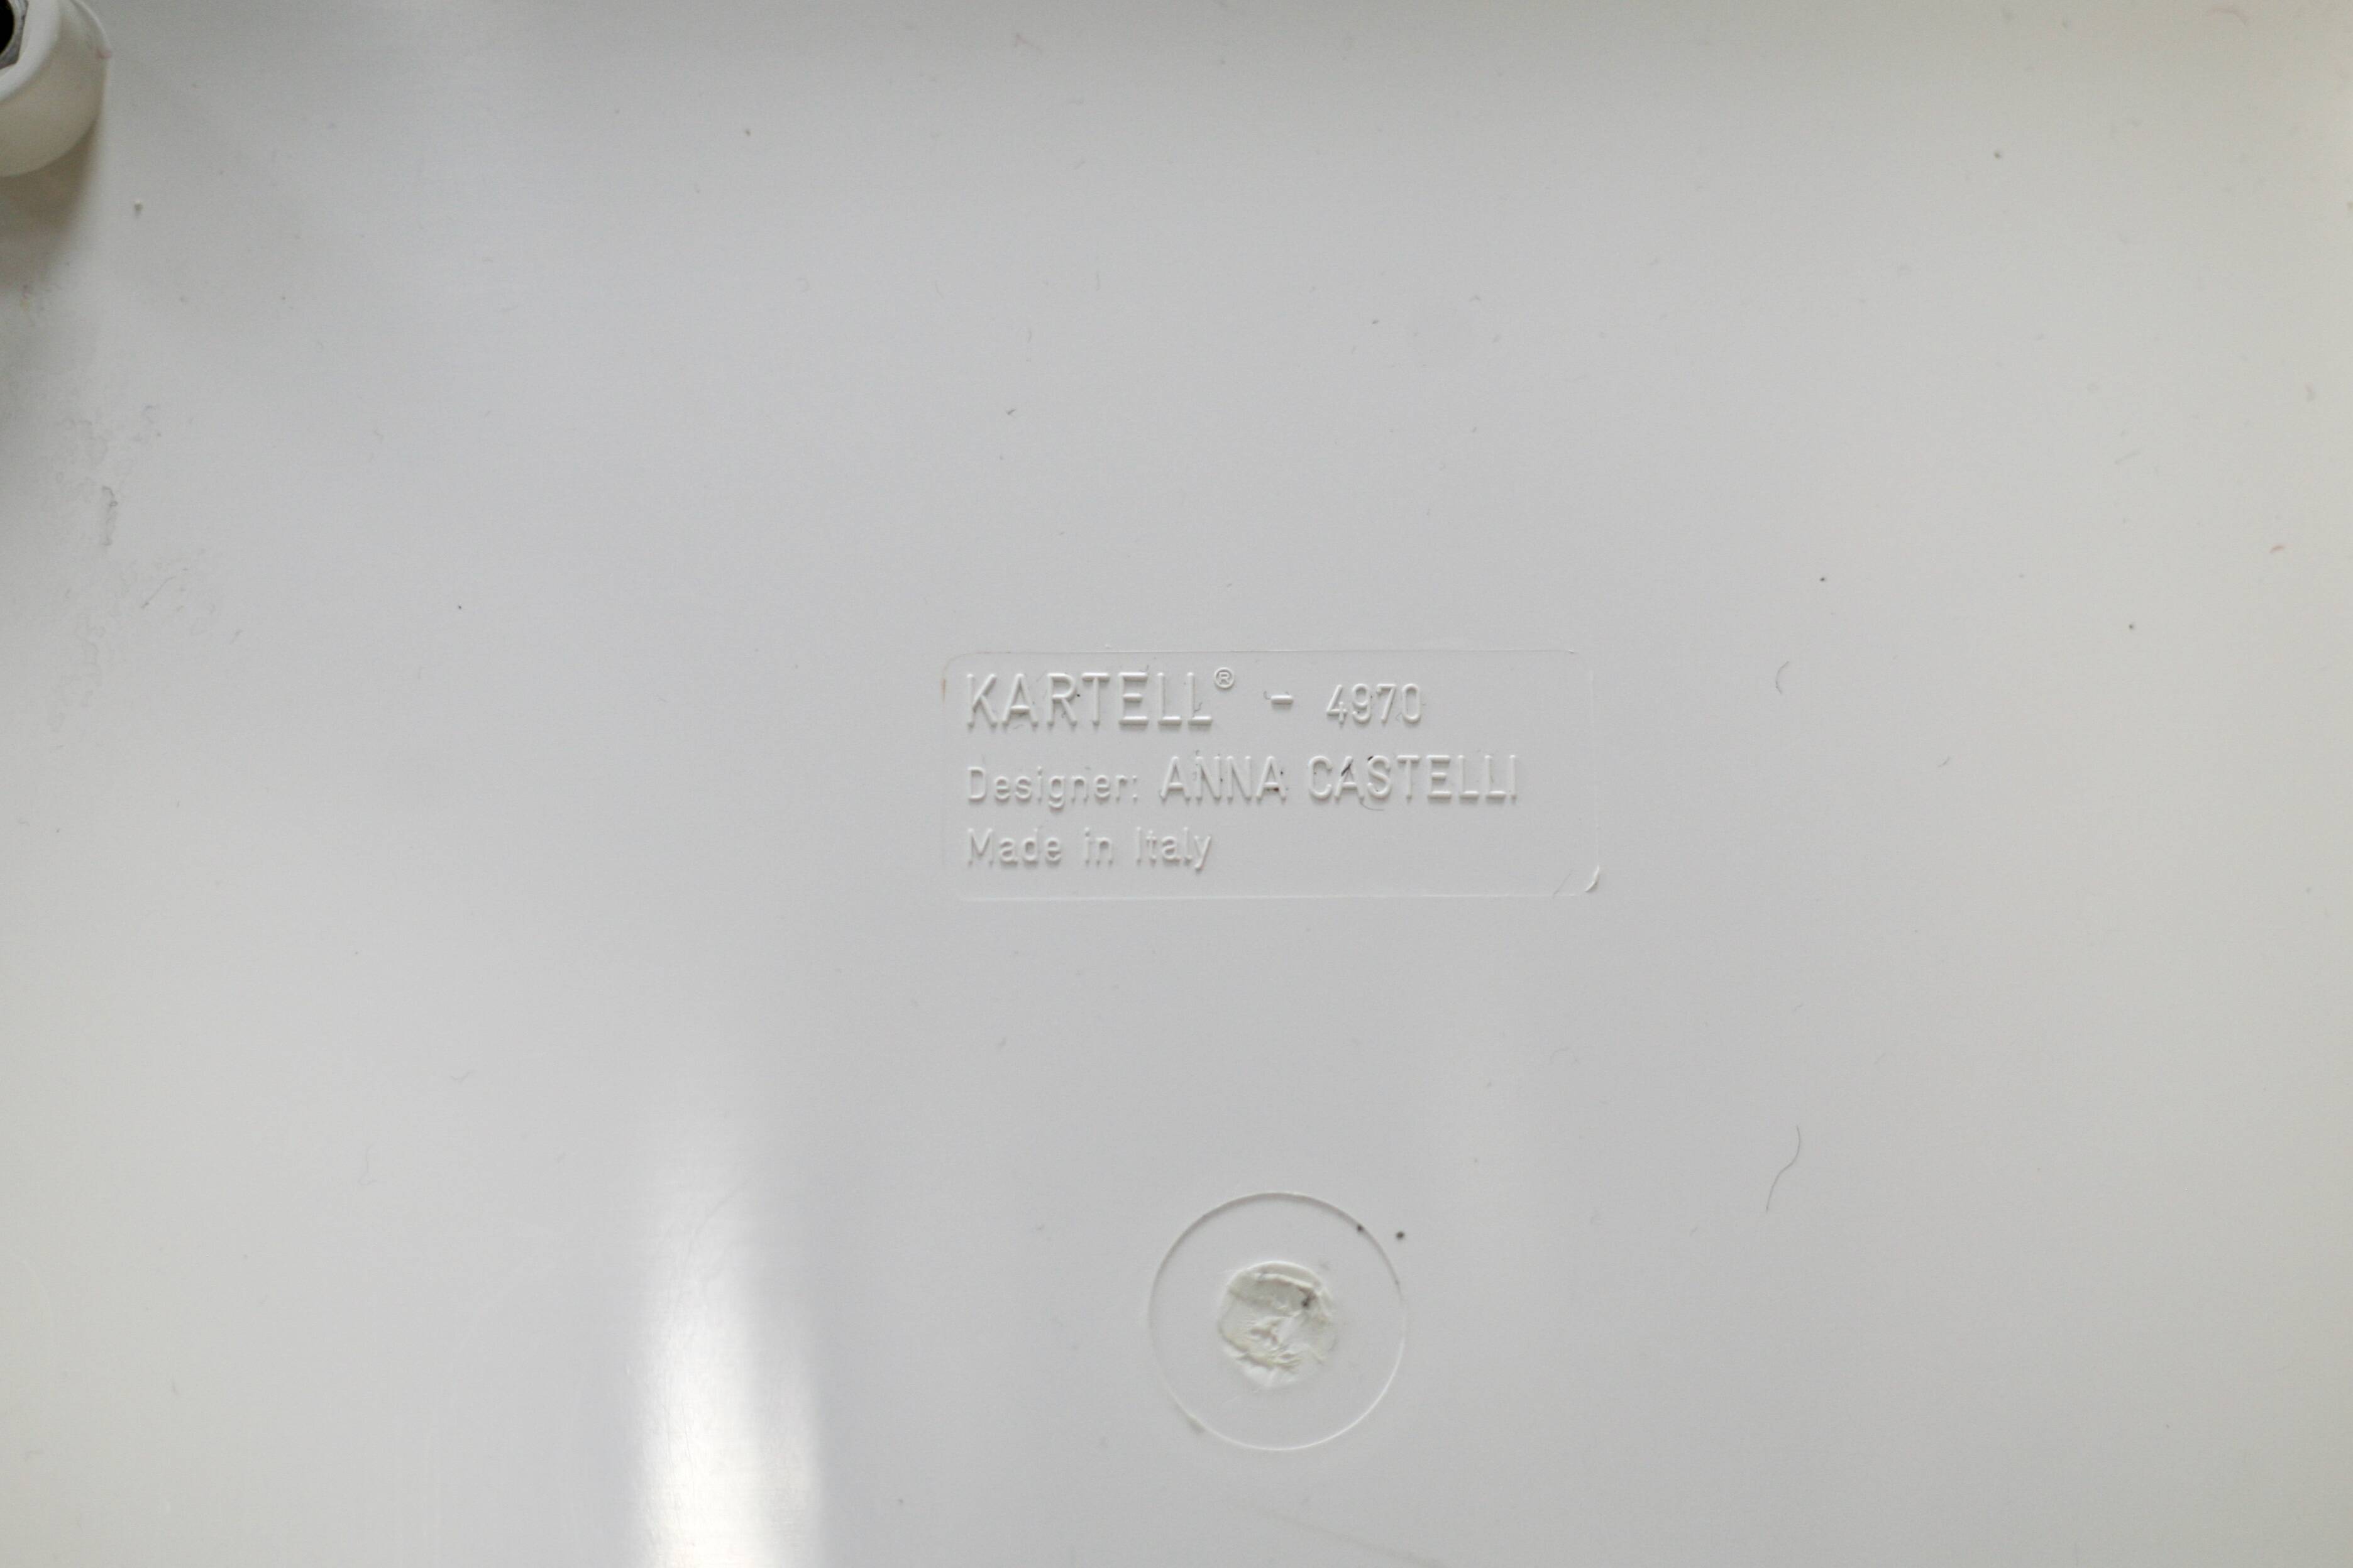 KARTELL® - 4970
Designer: ANNA CASTELLI
Made in Italy